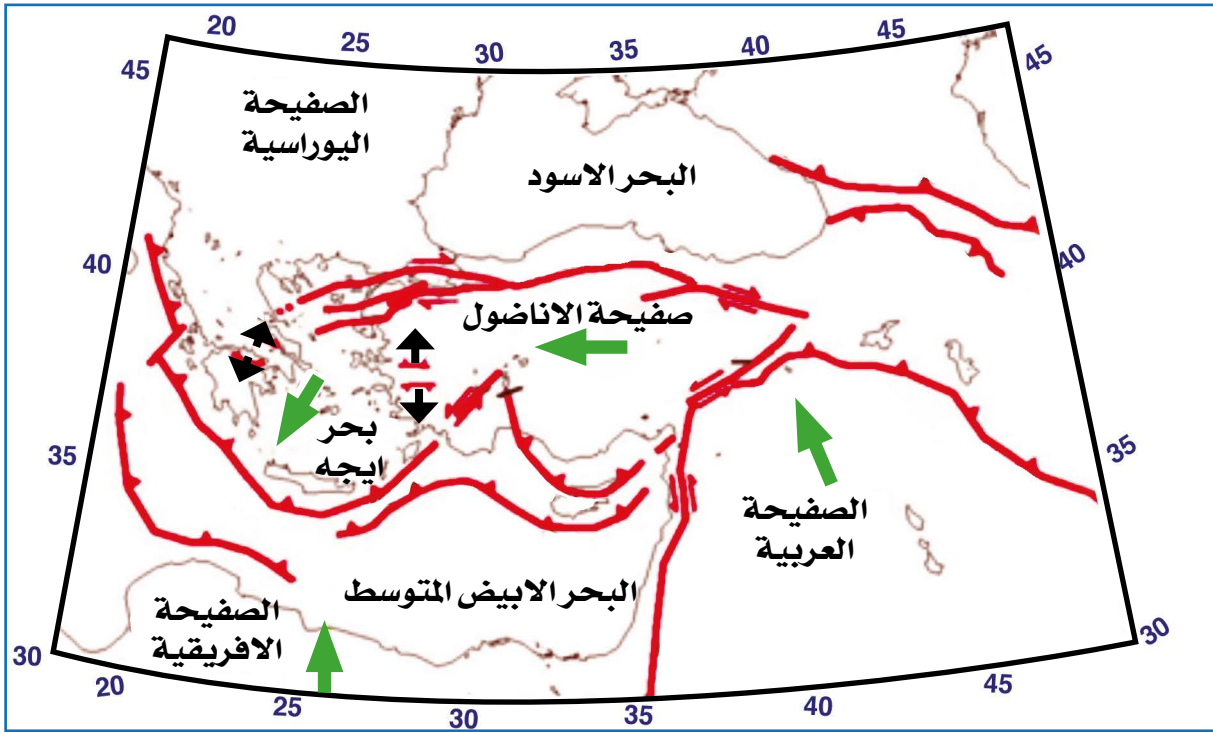 20
25
30
35
40
45
45
45
الصفيحة
اليوراسية
البحر الاسود
40
40
صفيحة الاناضول
بحر
ايجه
35
35
الصفيحة
العربية
البحر الابيض المتوسط
الصفيحة
الافريقية
30
30
20
25
30
35
40
45